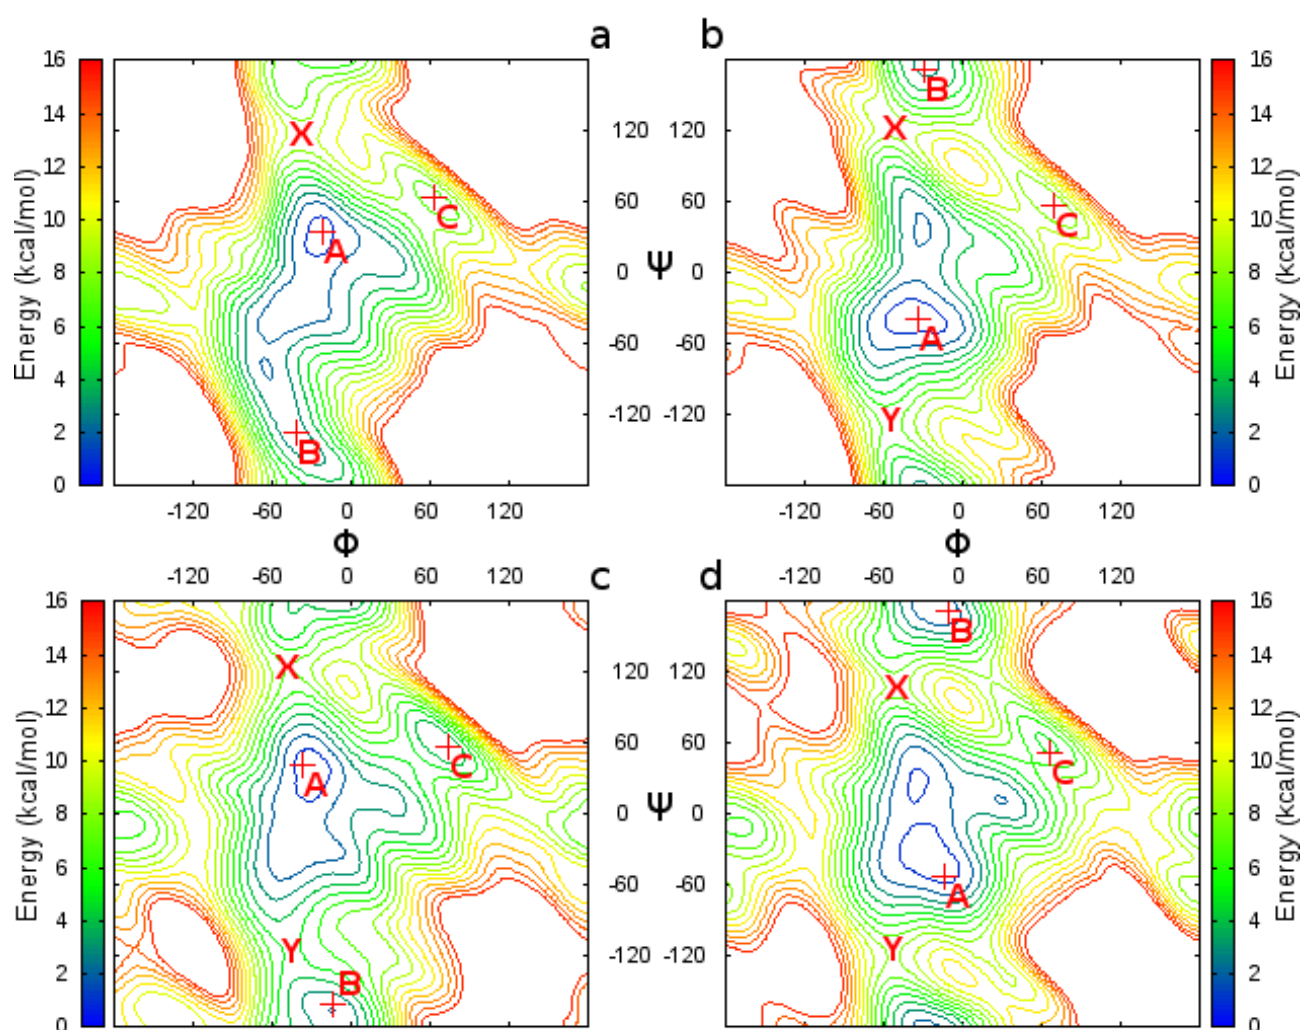 a b
16 16
14 14
12 12
10 10
8 8
6 6
4 4
2 2
0 0
Energy (kcal/mol)
X
A
B
C
120 120
60 60
0 Ψ 0
-60 -60
-120 -120
B
X
C
A
Y
Energy (kcal/mol)
-120 -60 0 60 120 -120 -60 0 60 120
Φ Φ
-120 -60 0 60 120 -120 -60 0 60 120
c d
16 16
14 14
12 12
10 10
8 8
6 6
4 4
2 2
0 0
Energy (kcal/mol)
X
C
A
Y
B
120 120
60 60
0 Ψ 0
-60 -60
-120 -120
B
X
C
A
Y
Energy (kcal/mol)